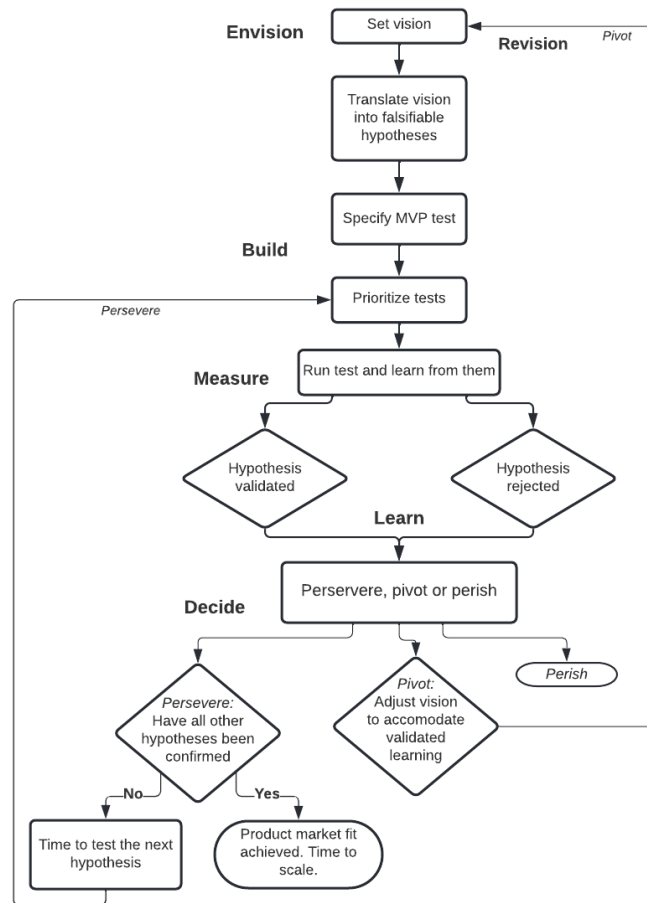 Set vision
Envision
Revision
Pivot
Translate vision
into falsifiable
hypotheses
Specify MVP test
Build
Prioritize tests
Persevere
Run test and learn from them
Measure
Hypothesis
validated
Hypothesis
rejected
Learn
Perservere, pivot or perish
Decide
Persevere:
Have all other
hypotheses been
confirmed
Pivot:
Adjust vision
to accomodate
validated
learning
Perish
No
Yes
Time to test the next
hypothesis
Product market fit
achieved. Time to
scale.